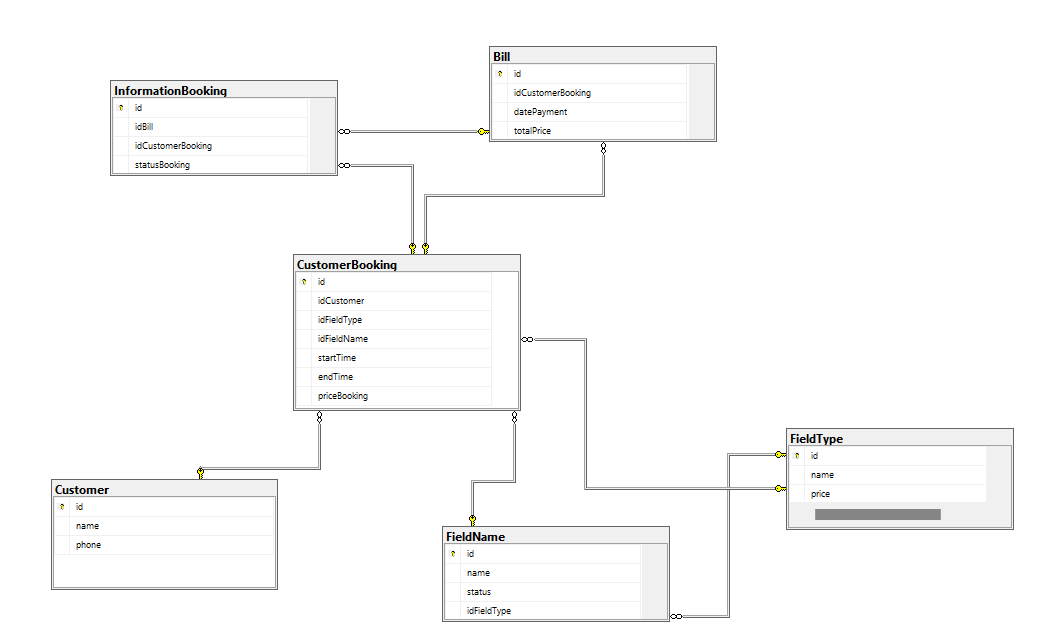 Bill
id
idCustomerBooking
datePayment
totalPrice
InformationBooking
id
idBill
idCustomerBooking
statusBooking
CustomerBooking
id
idCustomer
idFieldType
idFieldName
startTime
endTime
priceBooking
FieldType
id
name
price
Customer
id
name
phone
FieldName
id
name
status
idFieldType